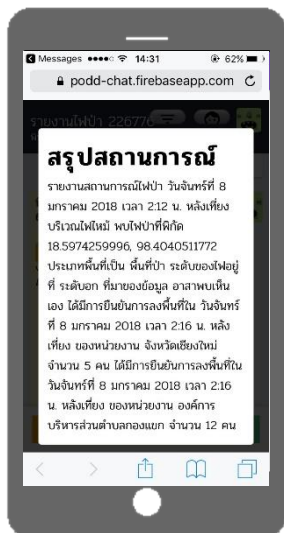 Messages 14:31 62%
podd-chat.firebaseapp.com
รายงานไฟป่า 226776
สรุปสถานการณ์
รายงานสถานการณ์ไฟป่า วันจันทร์ที่ 8
มกราคม 2018 เวลา 2:12 น. หลังเที่ยง
บริเวณไฟไหม้ พบไฟป่าที่พิกัด
18.5974259996, 98.4040511772
ประเภทพื้นที่เป็น พื้นที่ป่า ระดับของไฟอยู่
ที่ ระดับอก ที่มาของข้อมูล อาสาพบเห็น
เอง ได้มีการยืนยันการลงพื้นที่ใน วันจันทร์
ที่ 8 มกราคม 2018 เวลา 2:16 น. หลัง
เที่ยง ของหน่วยงาน จังหวัดเชียงใหม่
จำนวน 5 คน ได้มีการยืนยันการลงพื้นที่ใน
วันจันทร์ที่ 8 มกราคม 2018 เวลา 2:16
น. หลังเที่ยง ของหน่วยงาน องค์การ
บริหารส่วนตำบลกองแขก จำนวน 12 คน